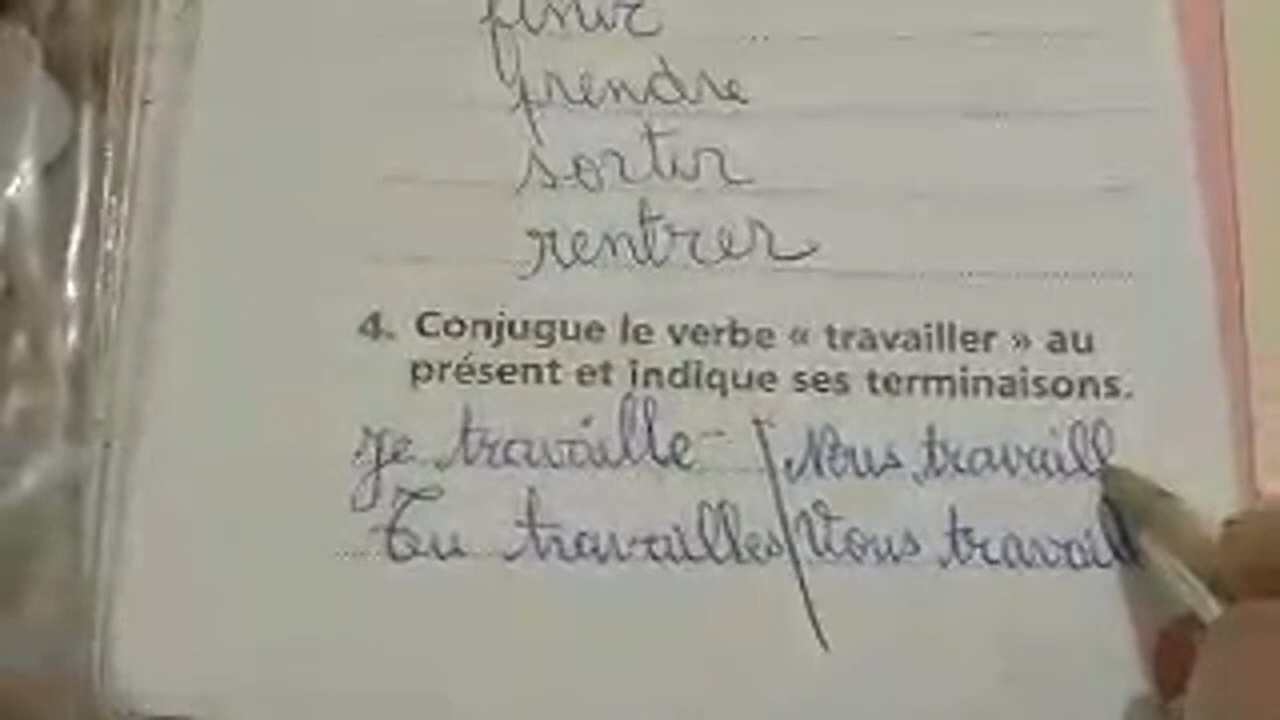 finir
prendre
sortir
rentrer
4. Conjugue le verbe « travailler » au
présent et indique ses terminaisons.
Je travaille - Nous travaill
Tu travailles Vous travaill